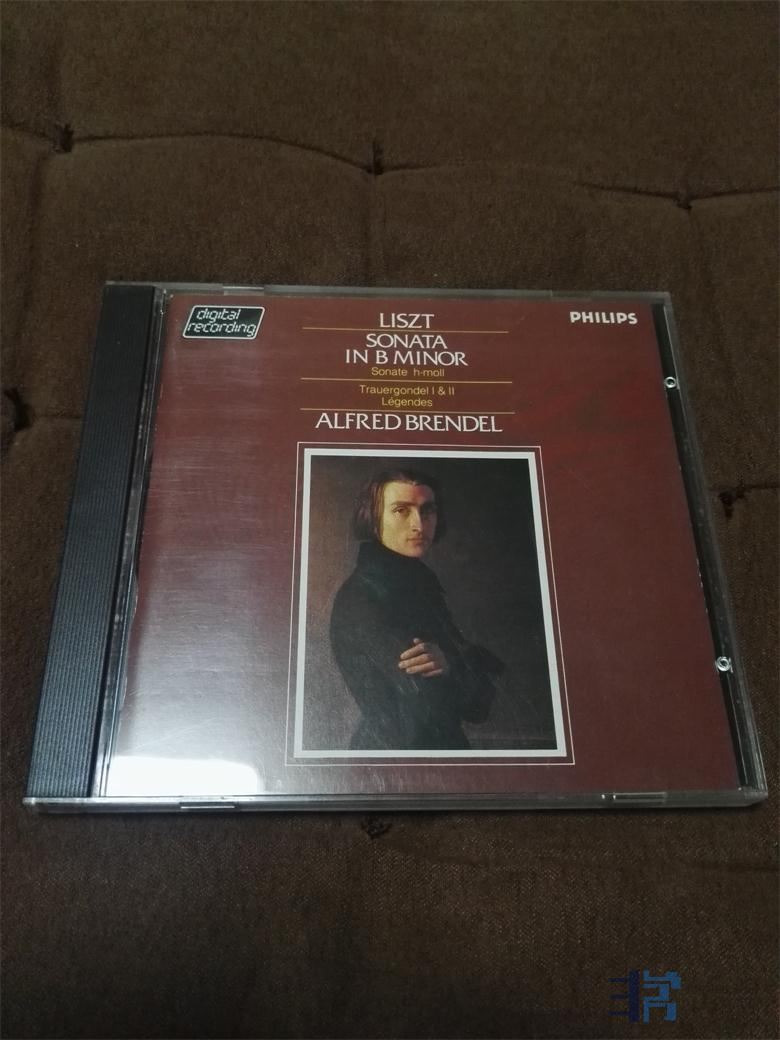 digital
recording
PHILIPS
LISZT
SONATA
IN B MINOR
Sonate h-moll
Trauergondel I & II
Légendes
ALFRED BRENDEL